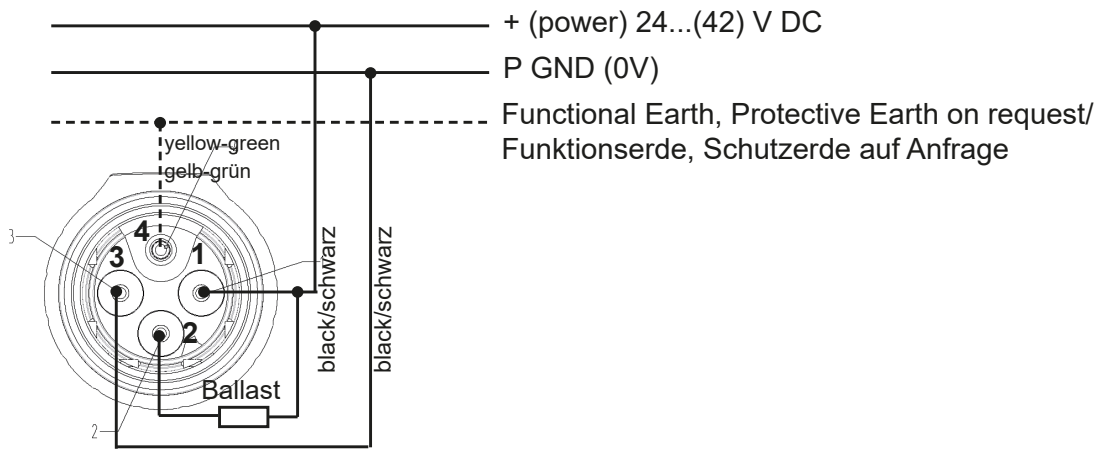 + (power) 24...(42) V DC
P GND (0V)
Functional Earth, Protective Earth on request/
Funktionserde, Schutzerde auf Anfrage
yellow-green
gelb-grün
4
3
1
3
2
black/schwarz
black/schwarz
Ballast
2